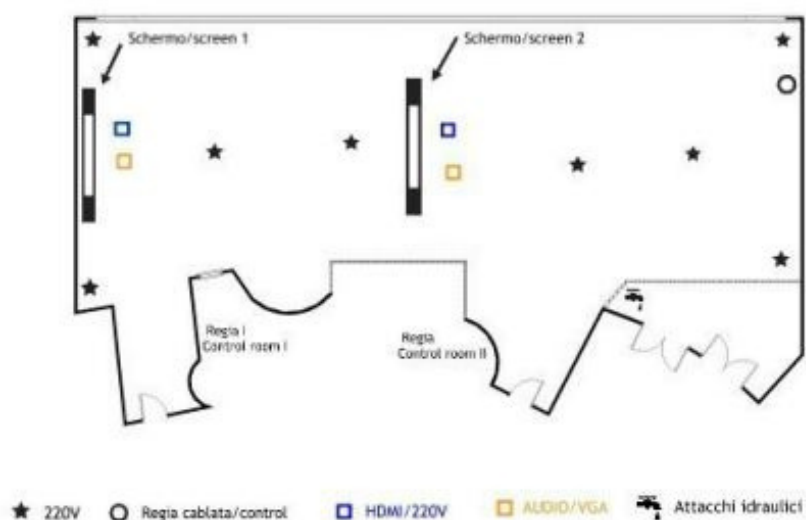 Schermo/screen 1
Schermo/screen 2
Regia I
Control room I
Regia
Control room II
220V
Regia cablata/control
HDMI/220V
AUDIO/VGA
Attacchi idraulici